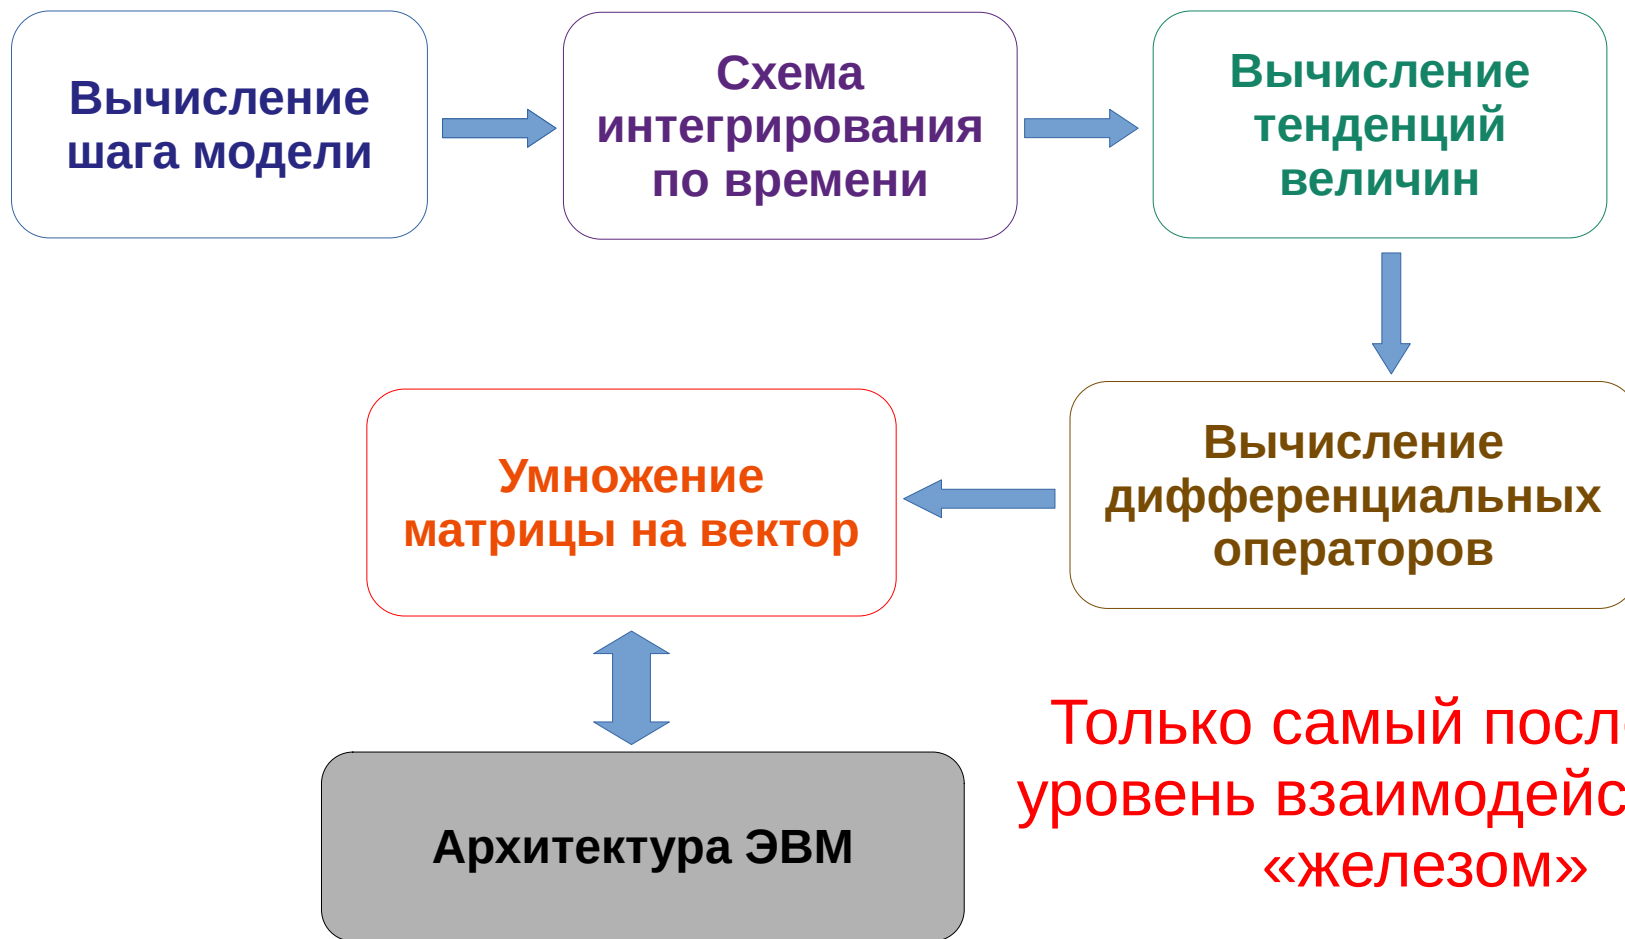 Вычисление
шага модели
Схема
интегрирования
по времени
Вычисление
тенденций
величин
Вычисление
дифференциальных
операторов
Умножение
матрицы на вектор
Архитектура ЭВМ
Только самый
уровень
«железом»